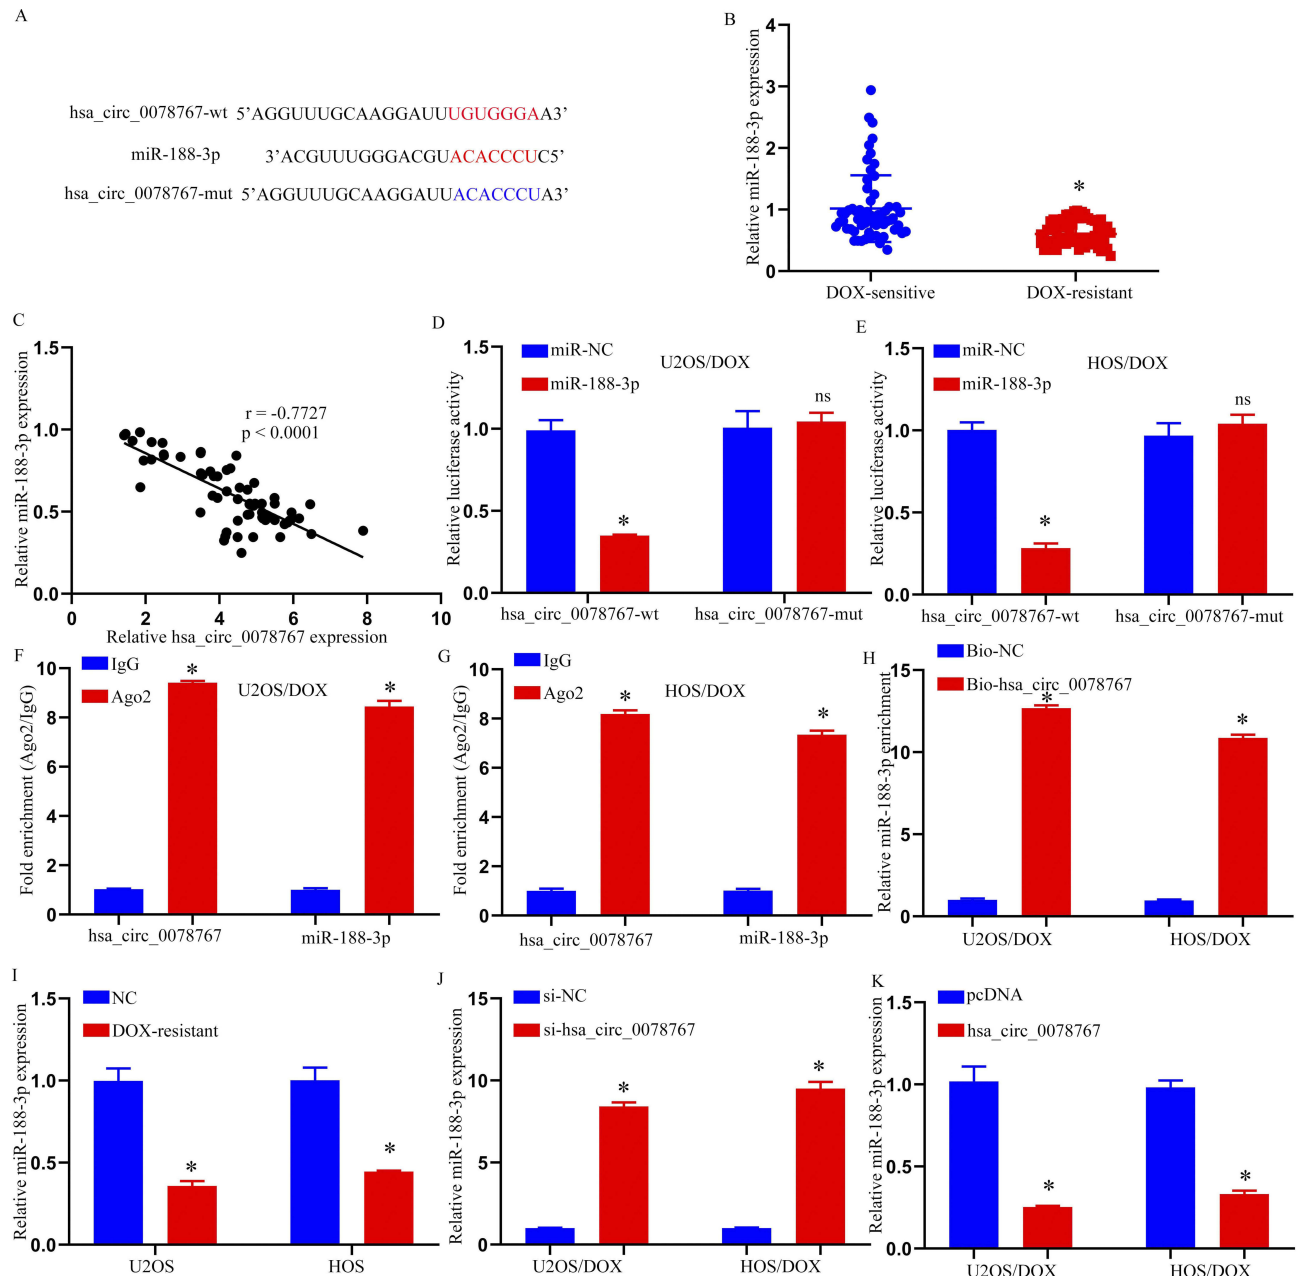 A
hsa_circ_0078767-wt 5’AGGUUUGCAAGGAUUUGUGGGAA3’
miR-188-3p 3’ACGUUUGGGACGUACACCCUC5’
hsa_circ_0078767-mut 5’AGGUUUGCAAGGAUUACACCCUA3’
B
Relative miR-188-3p expression
4
3
2
1
0
*
DOX-sensitive DOX-resistant
C
Relative miR-188-3p expression
1.5
1.0
0.5
0.0
r = -0.7727
p < 0.0001
0 2 4 6 8 10
Relative hsa_circ_0078767 expression
D
Relative luciferase activity
1.5
1.0
0.5
0.0
miR-NC
miR-188-3p
U2OS/DOX
*
ns
hsa_circ_0078767-wt hsa_circ_0078767-mut
E
Relative luciferase activity
1.5
1.0
0.5
0.0
miR-NC
miR-188-3p
HOS/DOX
*
ns
hsa_circ_0078767-wt hsa_circ_0078767-mut
F
Fold enrichment (Ago2/IgG)
10
8
6
4
2
0
IgG
Ago2
U2OS/DOX
*
*
hsa_circ_0078767 miR-188-3p
G
Fold enrichment (Ago2/IgG)
10
8
6
4
2
0
IgG
Ago2
HOS/DOX
*
*
hsa_circ_0078767 miR-188-3p
H
Relative miR-188-3p enrichment
15
10
5
0
Bio-NC
Bio-hsa_circ_0078767
*
*
U2OS/DOX HOS/DOX
I
Relative miR-188-3p expression
1.5
1.0
0.5
0.0
NC
DOX-resistant
*
*
U2OS HOS
J
Relative miR-188-3p expression
15
10
5
0
si-NC
si-hsa_circ_0078767
*
*
U2OS/DOX HOS/DOX
K
Relative miR-188-3p expression
1.5
1.0
0.5
0.0
pcDNA
hsa_circ_0078767
*
*
U2OS/DOX HOS/DOX